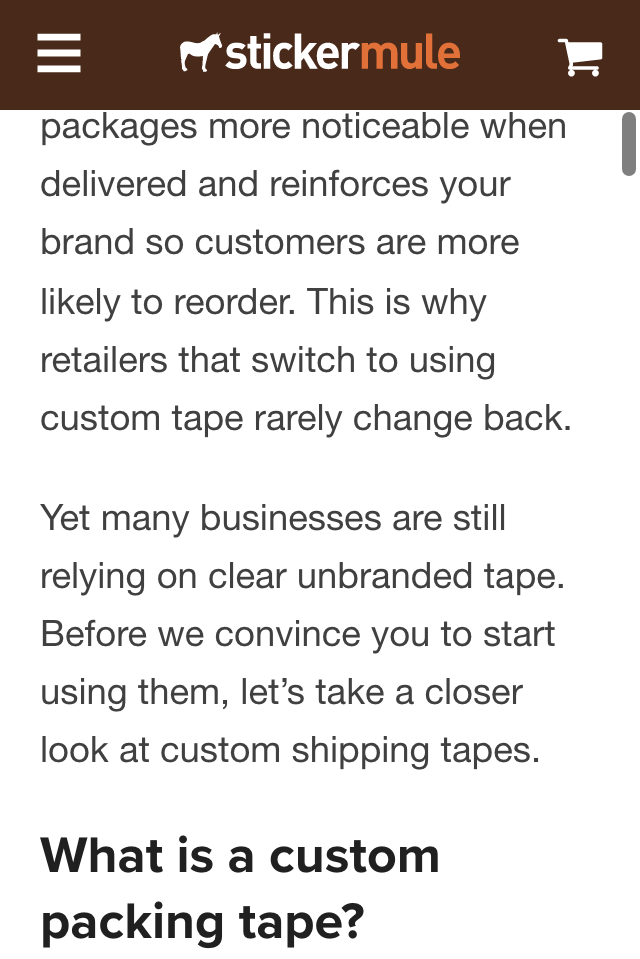 stickermule
packages more noticeable when
delivered and reinforces your
brand so customers are more
likely to reorder. This is why
retailers that switch to using
custom tape rarely change back.
Yet many businesses are still
relying on clear unbranded tape.
Before we convince you to start
using them, let’s take a closer
look at custom shipping tapes.
What is a custom
packing tape?